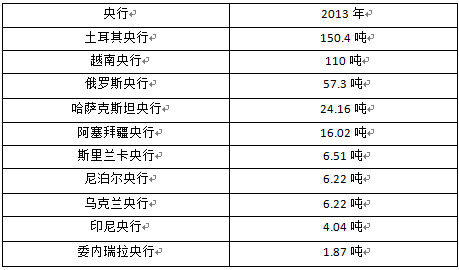 央行 2013 年
土耳其央行 150.4 吨
越南央行 110 吨
俄罗斯央行 57.3 吨
哈萨克斯坦央行 24.16 吨
阿塞拜疆央行 16.02 吨
斯里兰卡央行 6.51 吨
尼泊尔央行 6.22 吨
乌克兰央行 6.22 吨
印尼央行 4.04 吨
委内瑞拉央行 1.87 吨